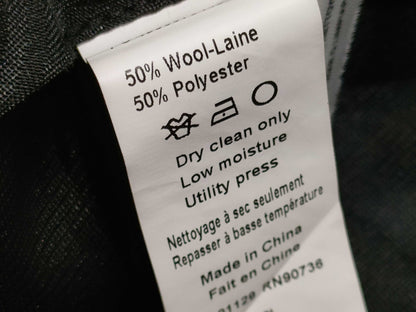 50% Wool-Laine
50% Polyester
Dry clean only
Low moisture
Utility press
Nettoyage à sec seulement
Repasser à basse température
Made in China
Fait en Chine
RN90736